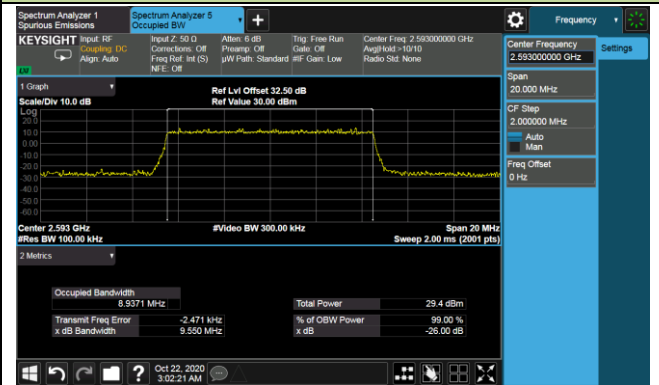 Spectrum Analyzer 1
Spurious Emissions
Spectrum Analyzer 5
Occupied BW
Frequency
KEYSIGHT
Input: RF
Coupling: DC
Align: Auto
Input Z: 50 Ω
Corrections: Off
Freq Ref: Int (S)
NFE: Off
Atten: 6 dB
Preamp: Off
µW Path: Standard
Trig: Free Run
Gate: Off
#IF Gain: Low
Center Freq: 2.593000000 GHz
Avg|Hold:>10/10
Radio Std: None
Center Frequency
2.593000000 GHz
Settings
Span
20.000 MHz
CF Step
2.000000 MHz
Auto
Man
Freq Offset
0 Hz
1 Graph
Scale/Div 10.0 dB
Ref Lvl Offset 32.50 dB
Ref Value 30.00 dBm
Log
20.0
10.0
0.00
-10.0
-20.0
-30.0
-40.0
-50.0
-60.0
Center 2.593 GHz
#Res BW 100.00 kHz
#Video BW 300.00 kHz
Span 20 MHz
Sweep 2.00 ms (2001 pts)
2 Metrics
Occupied Bandwidth
8.9371 MHz
Total Power
29.4 dBm
Transmit Freq Error
-2.471 kHz
% of OBW Power
99.00 %
x dB Bandwidth
9.550 MHz
x dB
-26.00 dB
Oct 22, 2020
3:02:21 AM